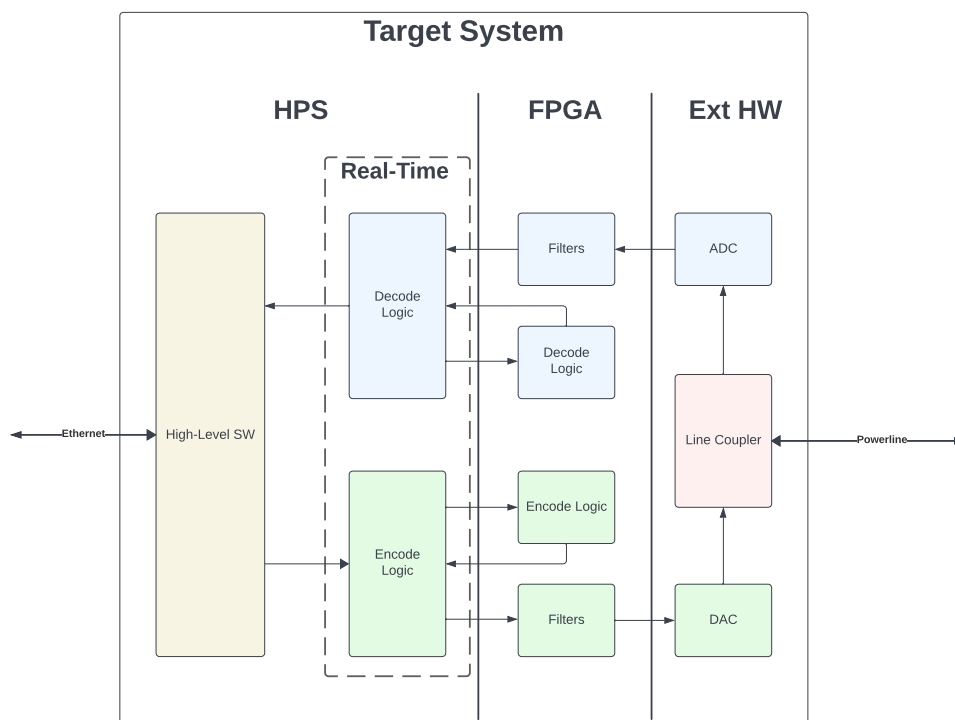 Target System
HPS
FPGA
Ext HW
Real-Time
Filters
ADC
Decode
Logic
Decode
Logic
Ethernet
High-Level SW
Line Coupler
Powerline
Encode Logic
Encode
Logic
Filters
DAC